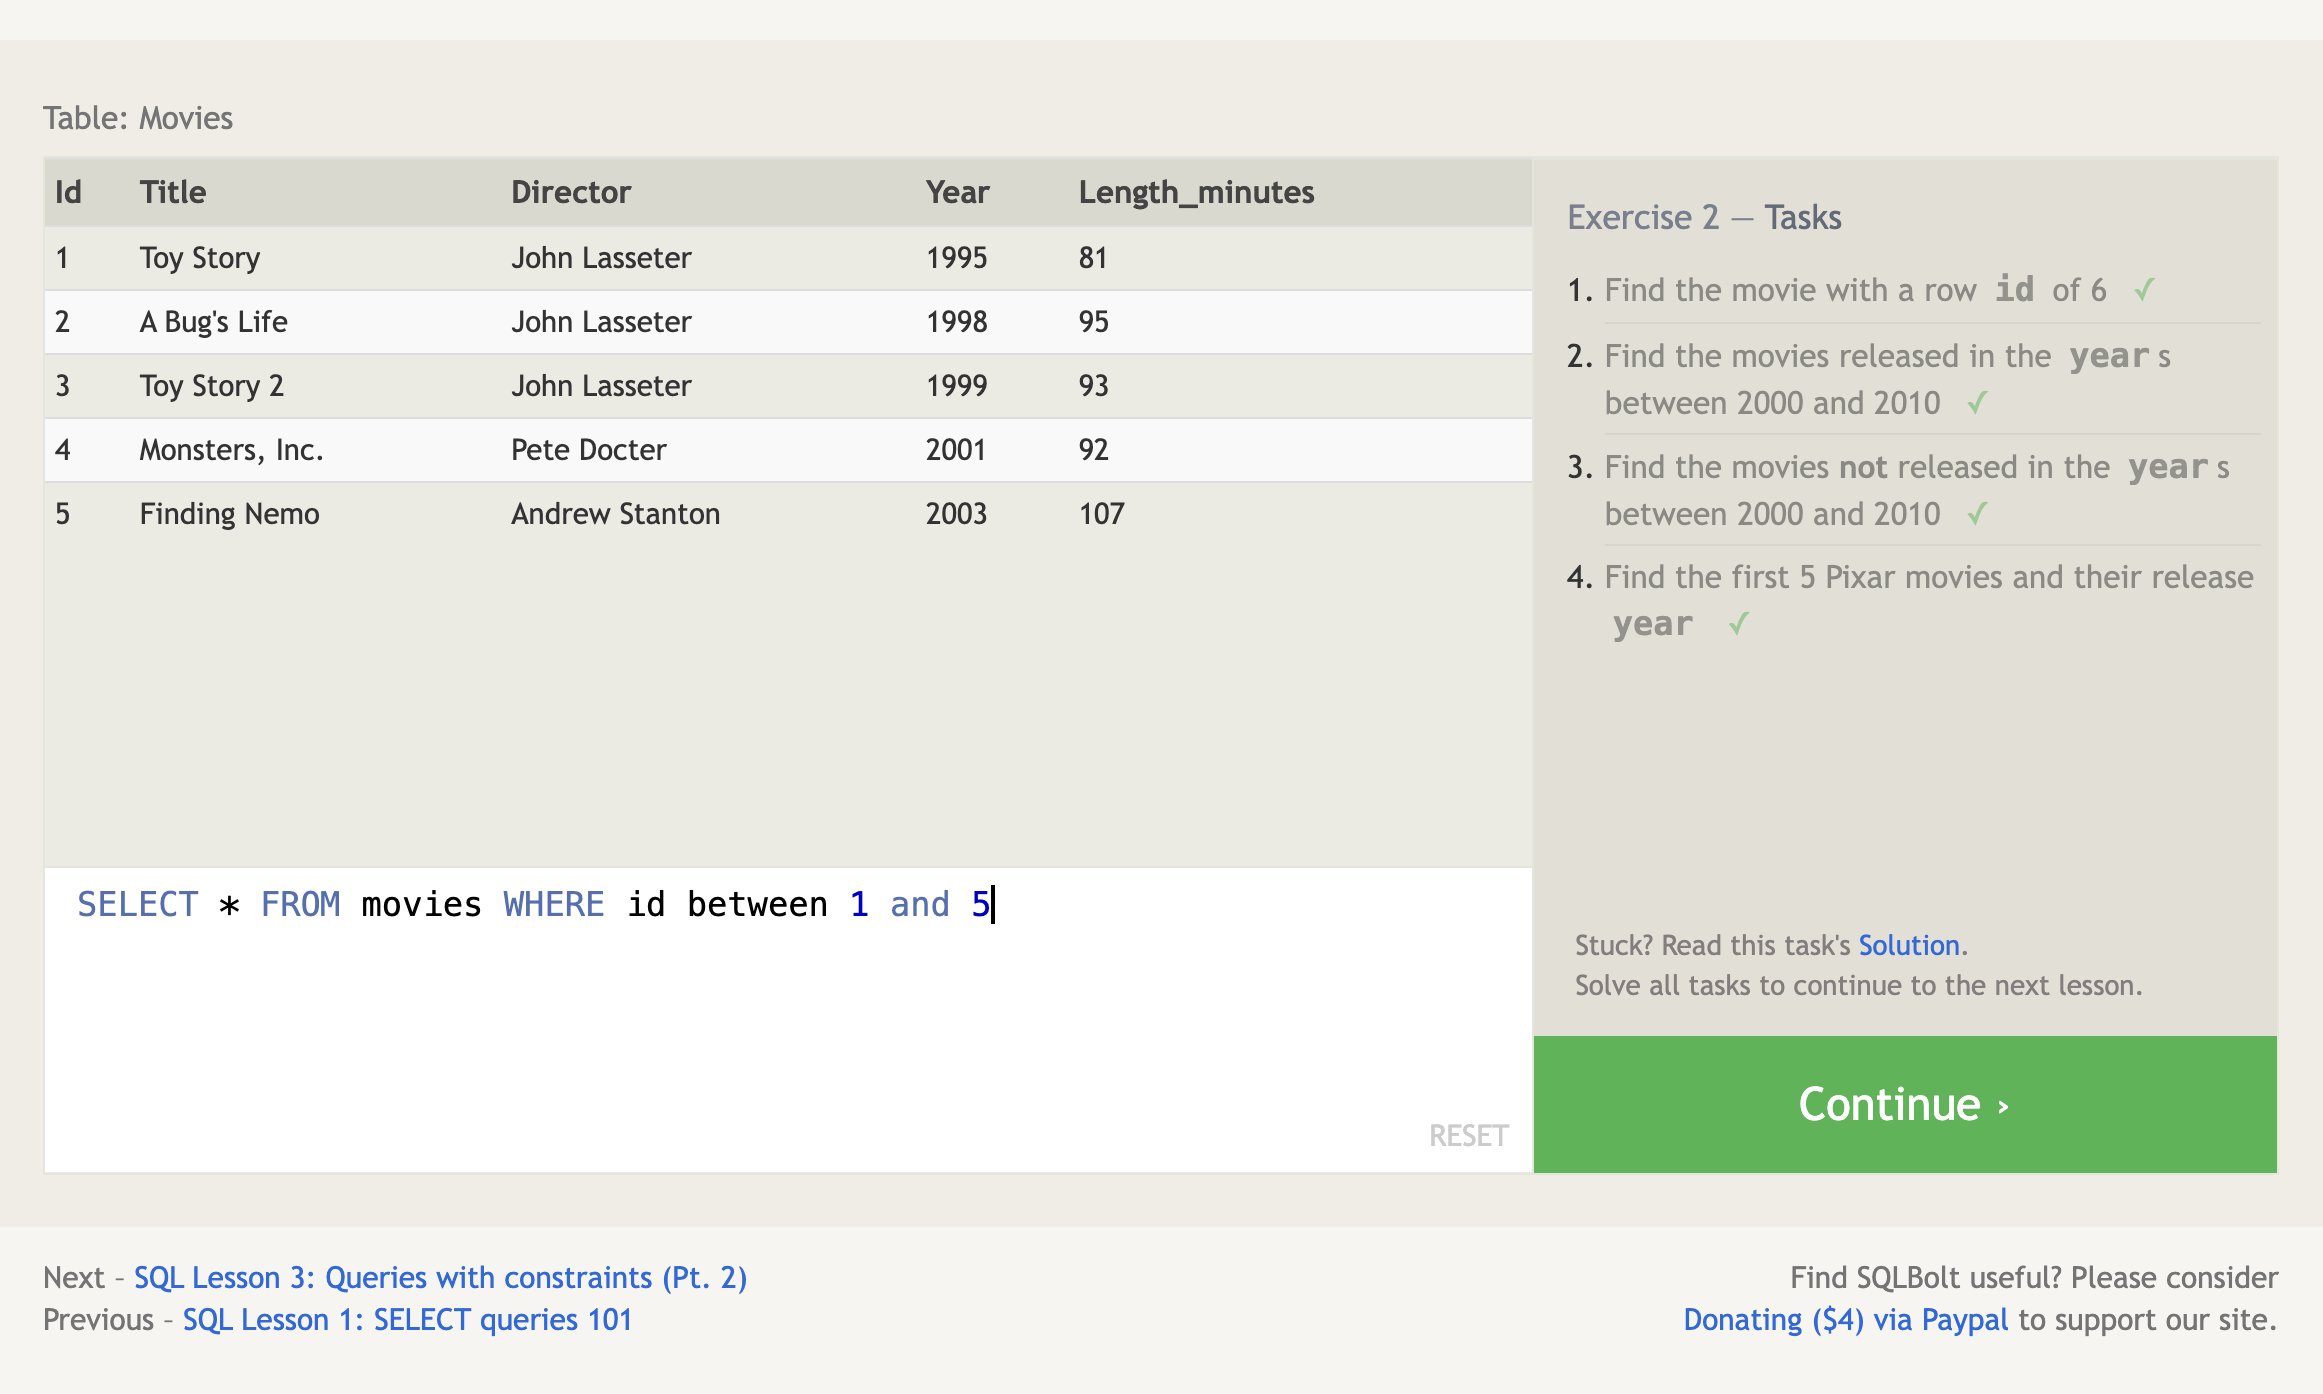 Table: Movies
Id Title Director Year Length_minutes
1 Toy Story John Lasseter 1995 81
2 A Bug's Life John Lasseter 1998 95
3 Toy Story 2 John Lasseter 1999 93
4 Monsters, Inc. Pete Docter 2001 92
5 Finding Nemo Andrew Stanton 2003 107
SELECT * FROM movies WHERE id between 1 and 5
RESET
Exercise 2 — Tasks
1. Find the movie with a row id of 6 ✓
2. Find the movies released in the year s
between 2000 and 2010 ✓
3. Find the movies not released in the year s
between 2000 and 2010 ✓
4. Find the first 5 Pixar movies and their release
year ✓
Stuck? Read this task's Solution.
Solve all tasks to continue to the next lesson.
Continue ›
Next – SQL Lesson 3: Queries with constraints (Pt. 2)
Previous – SQL Lesson 1: SELECT queries 101
Find SQLBolt useful? Please consider
Donating ($4) via Paypal to support our site.